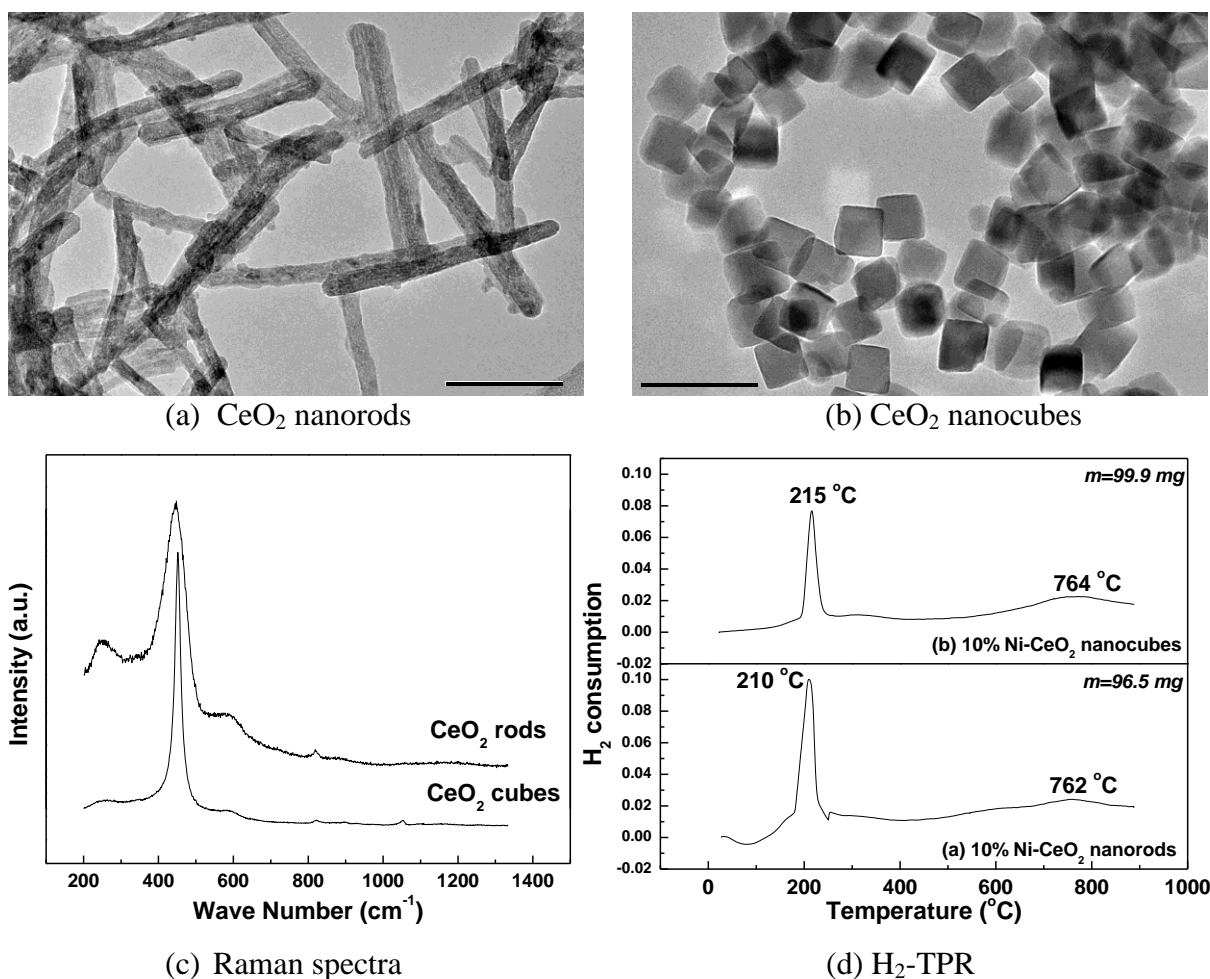 (a) CeO₂ nanorods
(b) CeO₂ nanocubes
Intensity (a.u.)
CeO₂ rods
CeO₂ cubes
200 400 600 800 1000 1200 1400
Wave Number (cm⁻¹)
(c) Raman spectra
H₂ consumption
0.10
0.08
0.06
0.04
0.02
0.00
-0.02
m=99.9 mg
215 °C
764 °C
(b) 10% Ni-CeO₂ nanocubes
0.10
0.08
0.06
0.04
0.02
0.00
-0.02
m=96.5 mg
210 °C
762 °C
(a) 10% Ni-CeO₂ nanorods
0 200 400 600 800 1000
Temperature (°C)
(d) H₂-TPR